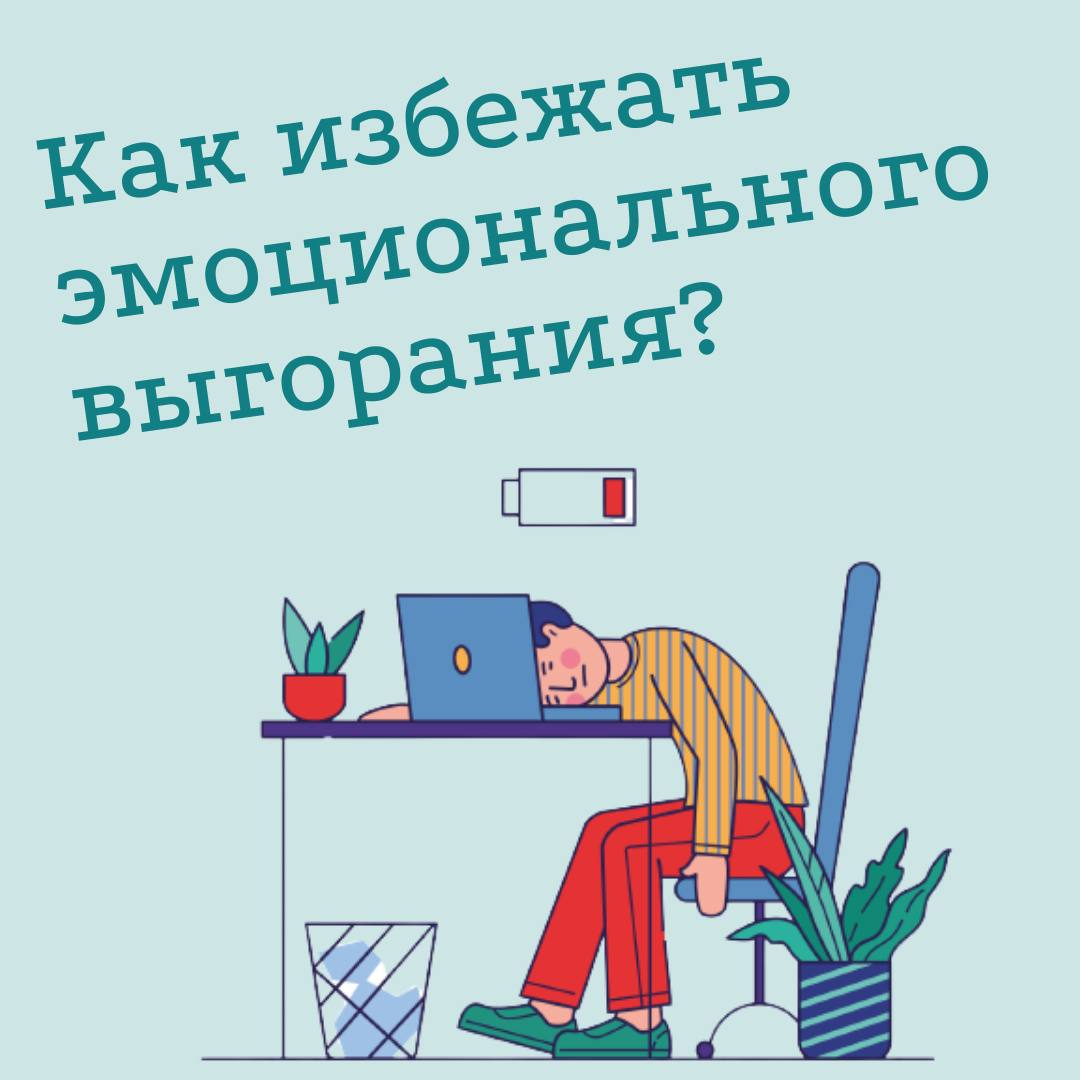 Как избежать
эмоционального
выгорания?